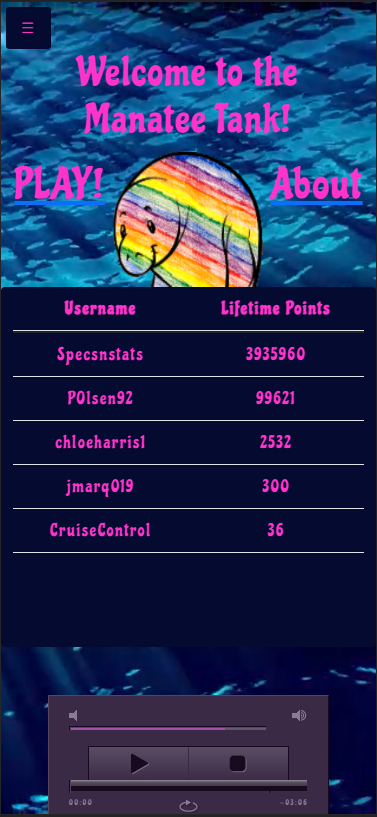 Welcome to the
Manatee Tank!
PLAY! About
Username Lifetime Points
Specsnstats 3935960
POlsen92 99621
chloeharris1 2532
jmarq019 300
CruiseControl 36
00:00 -03:06